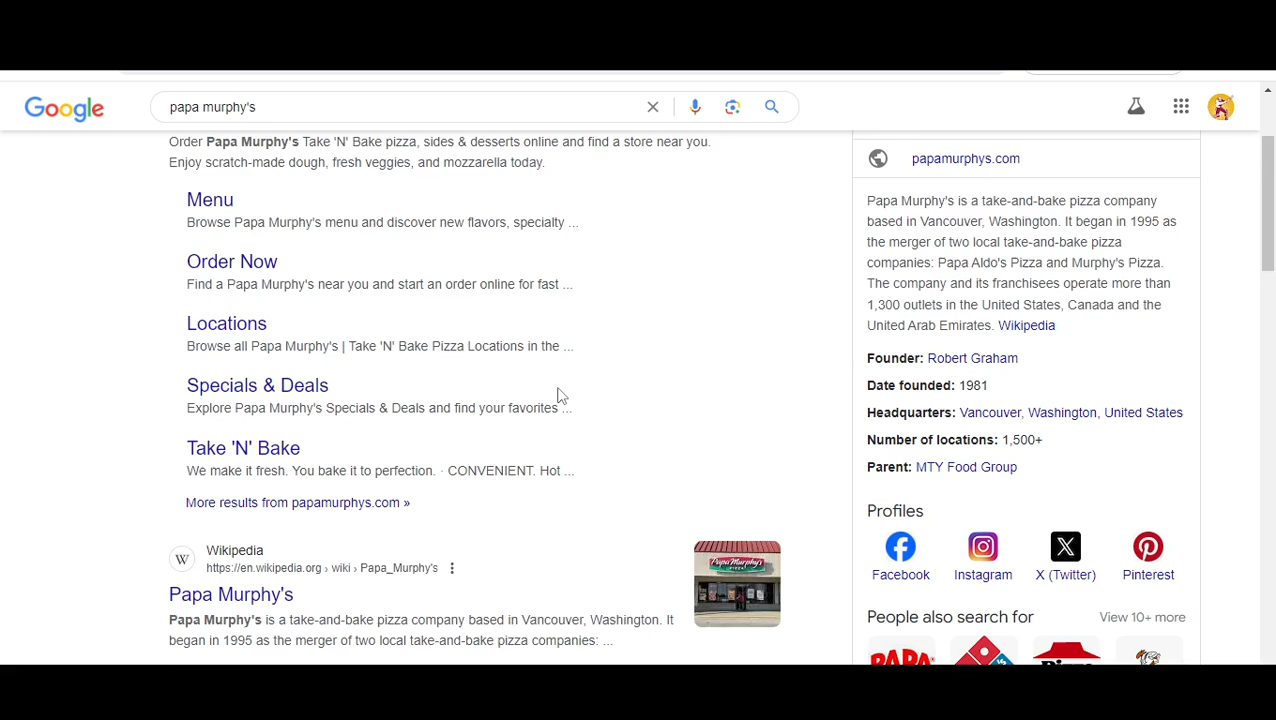 Google
papa murphy's
Order Papa Murphy's Take 'N' Bake pizza, sides & desserts online and find a store near you.
Enjoy scratch-made dough, fresh veggies, and mozzarella today.
Menu
Browse Papa Murphy's menu and discover new flavors, specialty ...
Order Now
Find a Papa Murphy's near you and start an order online for fast ...
Locations
Browse all Papa Murphy's | Take 'N' Bake Pizza Locations in the ...
Specials & Deals
Explore Papa Murphy's Specials & Deals and find your favorites ...
Take 'N' Bake
We make it fresh. You bake it to perfection. · CONVENIENT. Hot ...
More results from papamurphys.com »
W
Wikipedia
https://en.wikipedia.org › wiki › Papa_Murphy's
Papa Murphy's
Papa Murphy's is a take-and-bake pizza company based in Vancouver, Washington. It
began in 1995 as the merger of two local take-and-bake pizza companies: ...
Papa Murphy's
PIZZA
papamurphys.com
Papa Murphy's is a take-and-bake pizza company
based in Vancouver, Washington. It began in 1995 as
the merger of two local take-and-bake pizza
companies: Papa Aldo's Pizza and Murphy's Pizza.
The company and its franchisees operate more than
1,300 outlets in the United States, Canada and the
United Arab Emirates. Wikipedia
Founder: Robert Graham
Date founded: 1981
Headquarters: Vancouver, Washington, United States
Number of locations: 1,500+
Parent: MTY Food Group
Profiles
Facebook
Instagram
X (Twitter)
Pinterest
People also search for
View 10+ more
PAPA